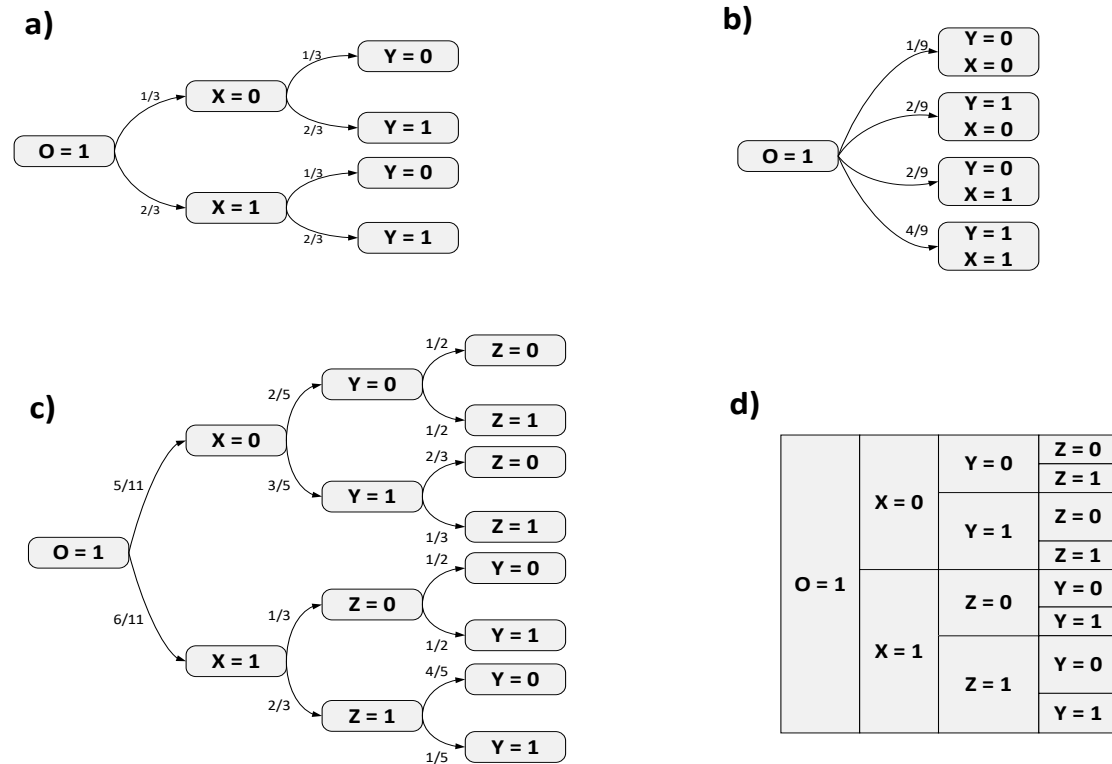 a)
1/3
Y = 0
1/3
X = 0
2/3
Y = 1
O = 1
1/3
Y = 0
2/3
X = 1
2/3
Y = 1
b)
1/9
Y = 0
X = 0
2/9
Y = 1
X = 0
O = 1
2/9
Y = 0
X = 1
4/9
Y = 1
X = 1
c)
1/2
Z = 0
2/5
Y = 0
1/2
Z = 1
X = 0
2/3
Z = 0
5/11
3/5
Y = 1
1/3
Z = 1
O = 1
1/2
Y = 0
6/11
1/3
Z = 0
1/2
Y = 1
X = 1
4/5
Y = 0
2/3
Z = 1
1/5
Y = 1
d)
O = 1
X = 0
Y = 0
Z = 0
Z = 1
Y = 1
Z = 0
Z = 1
X = 1
Z = 0
Y = 0
Y = 1
Z = 1
Y = 0
Y = 1